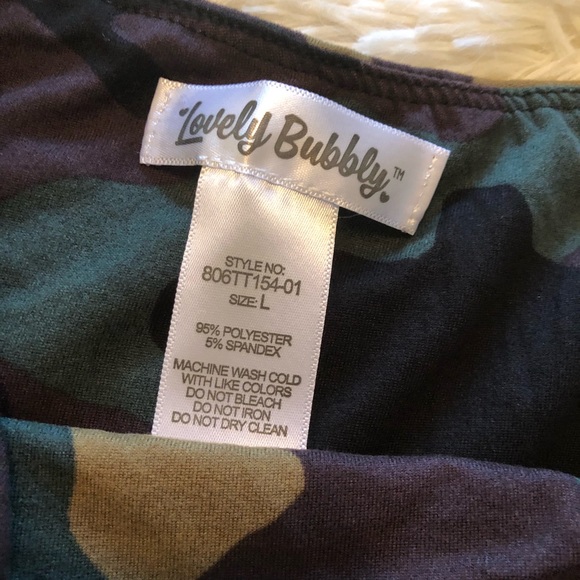 Lovely Bubbly™
STYLE NO:
806TT154-01
SIZE: L
95% POLYESTER
5% SPANDEX
MACHINE WASH COLD
WITH LIKE COLORS
DO NOT BLEACH
DO NOT IRON
DO NOT DRY CLEAN